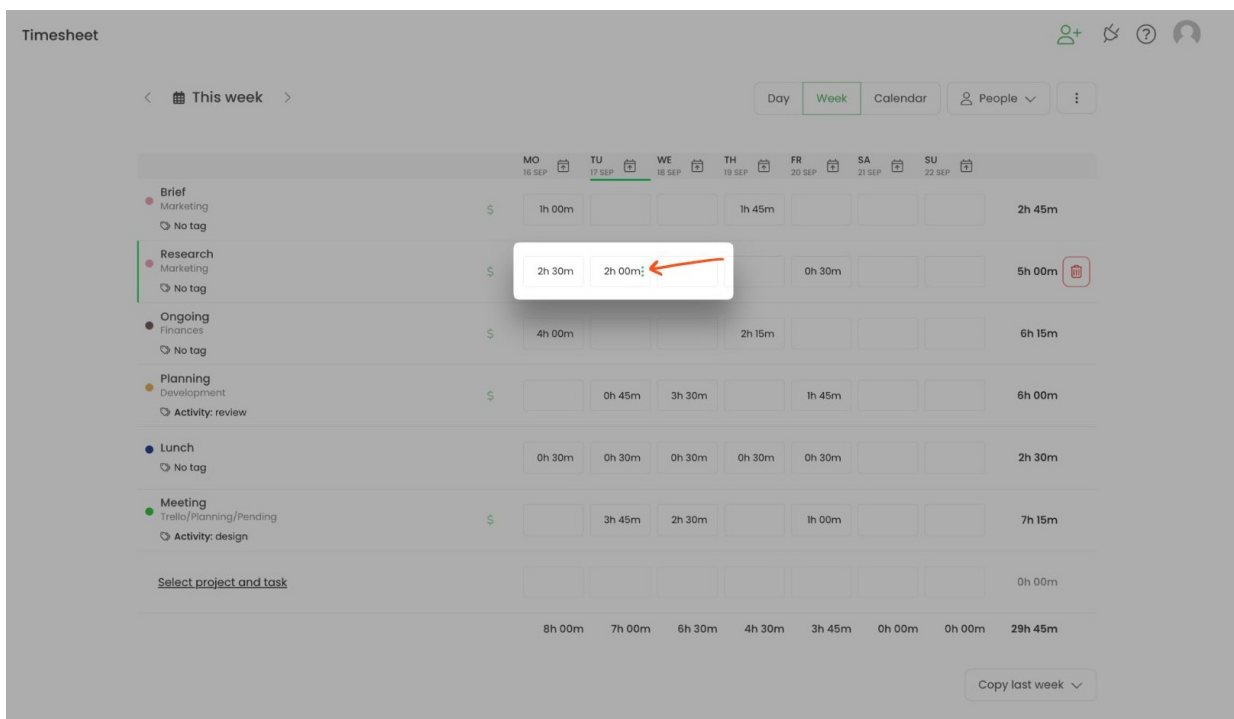 Timesheet
?
This week
Day Week Calendar People
MO TU WE TH FR SA SU
16 SEP 17 SEP 18 SEP 19 SEP 20 SEP 21 SEP 22 SEP
Brief
Marketing
$ 1h 00m 1h 45m 2h 45m
No tag
Research
Marketing
$ 2h 30m 2h 00m 0h 30m 5h 00m
No tag
Ongoing
Finances
$ 4h 00m 2h 15m 6h 15m
No tag
Planning
Development
$ 0h 45m 3h 30m 1h 45m 6h 00m
Activity: review
Lunch
0h 30m 0h 30m 0h 30m 0h 30m 0h 30m 2h 30m
No tag
Meeting
Trello/Planning/Pending
$ 3h 45m 2h 30m 1h 00m 7h 15m
Activity: design
Select project and task 0h 00m
8h 00m 7h 00m 6h 30m 4h 30m 3h 45m 0h 00m 0h 00m 29h 45m
Copy last week